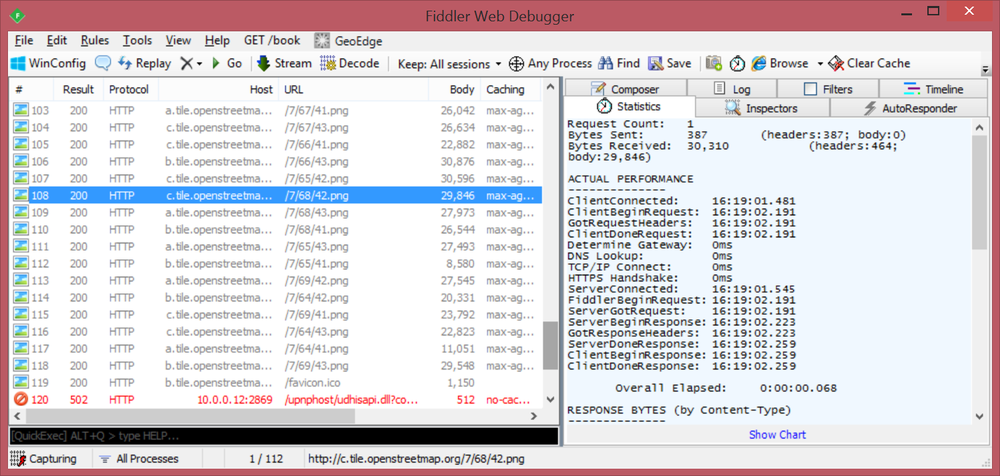 Fiddler Web Debugger
File Edit Rules Tools View Help GET /book GeoEdge
WinConfig Replay Go Stream Decode Keep: All sessions Any Process Find Save Browse Clear Cache
# Result Protocol Host URL Body Caching
103 200 HTTP a.tile.openstreetma... /7/67/41.png 26,042 max-ag...
104 200 HTTP c.tile.openstreetma... /7/67/43.png 26,634 max-ag...
105 200 HTTP c.tile.openstreetma... /7/66/41.png 22,882 max-ag...
106 200 HTTP b.tile.openstreetma... /7/66/43.png 30,876 max-ag...
107 200 HTTP c.tile.openstreetma... /7/65/42.png 30,596 max-ag...
108 200 HTTP c.tile.openstreetma... /7/68/42.png 29,846 max-ag...
109 200 HTTP a.tile.openstreetma... /7/68/43.png 27,973 max-ag...
110 200 HTTP b.tile.openstreetma... /7/68/41.png 26,544 max-ag...
111 200 HTTP a.tile.openstreetma... /7/65/43.png 27,493 max-ag...
112 200 HTTP b.tile.openstreetma... /7/65/41.png 8,580 max-ag...
113 200 HTTP a.tile.openstreetma... /7/69/42.png 27,545 max-ag...
114 200 HTTP b.tile.openstreetma... /7/64/42.png 20,331 max-ag...
115 200 HTTP c.tile.openstreetma... /7/69/41.png 23,792 max-ag...
116 200 HTTP c.tile.openstreetma... /7/64/43.png 22,823 max-ag...
117 200 HTTP a.tile.openstreetma... /7/64/41.png 11,051 max-ag...
118 200 HTTP b.tile.openstreetma... /7/69/43.png 29,548 max-ag...
119 200 HTTP b.tile.openstreetma... /favicon.ico 1,150
120 502 HTTP 10.0.0.12:2869 /upnphost/udhisapi.dll?co... 512 no-cac...
[QuickExec] ALT+Q > type HELP...
Composer Log Filters Timeline
Statistics Inspectors AutoResponder
Request Count: 1
Bytes Sent: 387 (headers:387; body:0)
Bytes Received: 30,310 (headers:464;
body:29,846)
ACTUAL PERFORMANCE
--------------
ClientConnected: 16:19:01.481
ClientBeginRequest: 16:19:02.191
GotRequestHeaders: 16:19:02.191
ClientDoneRequest: 16:19:02.191
Determine Gateway: 0ms
DNS Lookup: 0ms
TCP/IP Connect: 0ms
HTTPS Handshake: 0ms
ServerConnected: 16:19:01.545
FiddlerBeginRequest: 16:19:02.191
ServerGotRequest: 16:19:02.191
ServerBeginResponse: 16:19:02.223
GotResponseHeaders: 16:19:02.223
ServerDoneResponse: 16:19:02.259
ClientBeginResponse: 16:19:02.259
ClientDoneResponse: 16:19:02.259
Overall Elapsed: 0:00:00.068
RESPONSE BYTES (by Content-Type)
--------------
Show Chart
Capturing All Processes 1 / 112 http://c.tile.openstreetmap.org/7/68/42.png